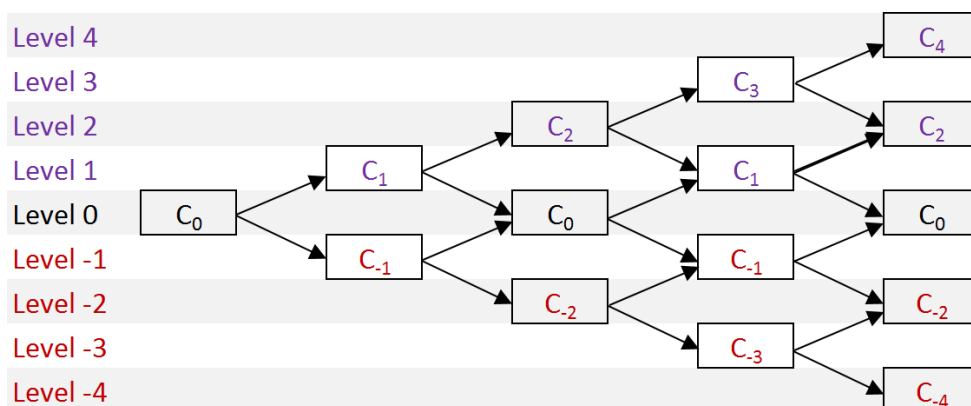 Level 4 C₄
Level 3 C₃
Level 2 C₂ C₂
Level 1 C₁ C₁
Level 0 C₀ C₀ C₀
Level -1 C₋₁ C₋₁
Level -2 C₋₂ C₋₂
Level -3 C₋₃
Level -4 C₋₄